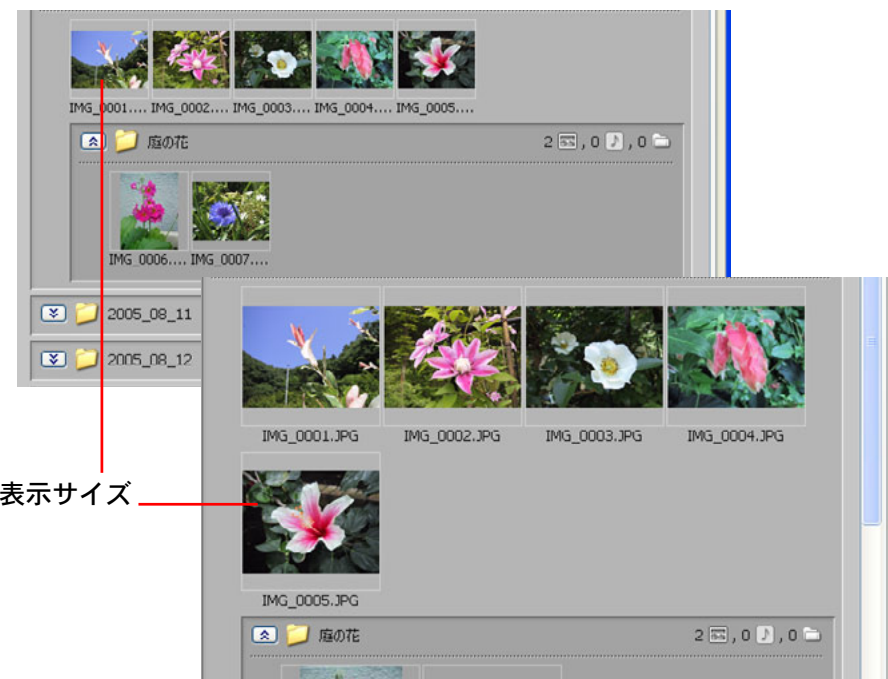 IMG_0001.... IMG_0002.... IMG_0003.... IMG_0004.... IMG_0005....
庭の花 2 , 0 , 0
IMG_0006.... IMG_0007....
2005_08_11
2005_08_12
IMG_0001.JPG IMG_0002.JPG IMG_0003.JPG IMG_0004.JPG
表示サイズ
IMG_0005.JPG
庭の花 2 , 0 , 0